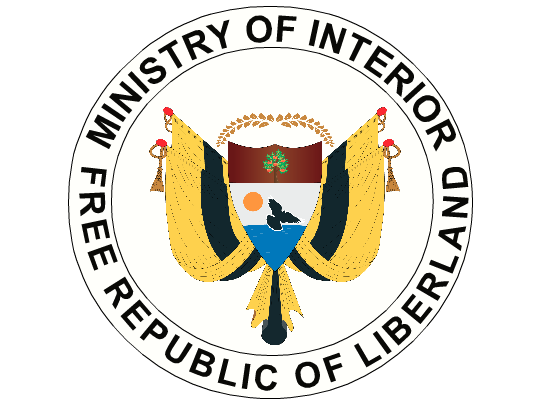 MINISTRY OF INTERIOR
FREE REPUBLIC OF LIBERLAND